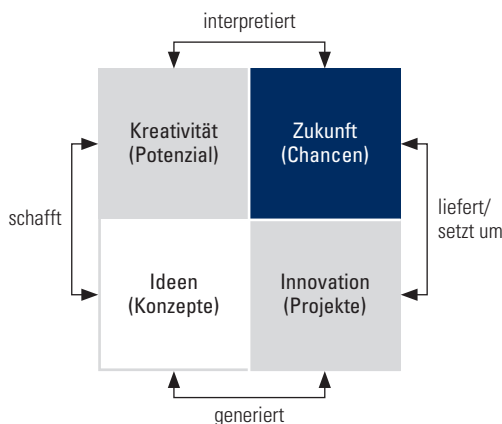 interpretiert
Kreativität
(Potenzial)
Zukunft
(Chancen)
schafft
liefert/
setzt um
Ideen
(Konzepte)
Innovation
(Projekte)
generiert